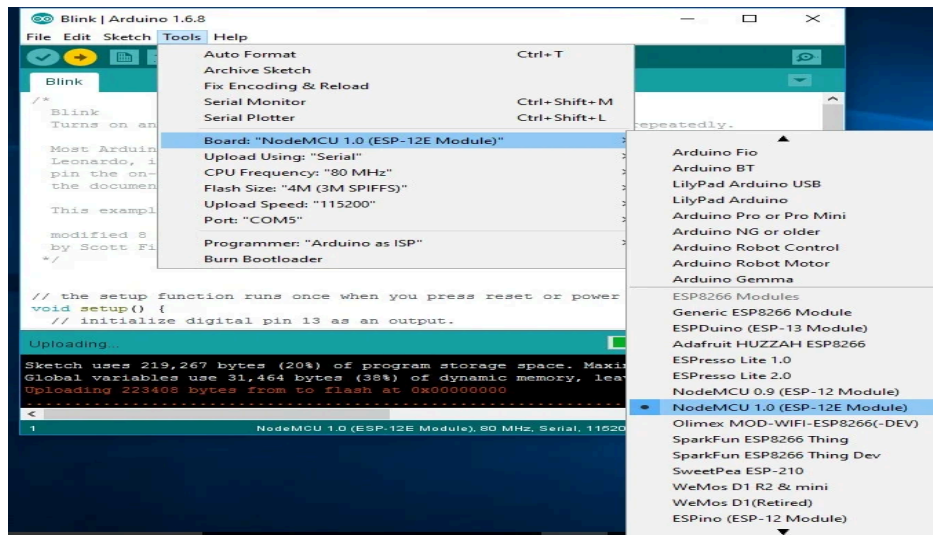 Blink | Arduino 1.6.8
File Edit Sketch Tools Help
Blink
/*
Blink
Turns on an
repeatedly.
Most Arduin
Leonardo, i
pin the on-
the documen
This exampl
modified 8
by Scott Fi
*/
// the setup function runs once when you press reset or power
void setup() {
// initialize digital pin 13 as an output.
Auto Format Ctrl+T
Archive Sketch
Fix Encoding & Reload
Serial Monitor Ctrl+Shift+M
Serial Plotter Ctrl+Shift+L
Board: "NodeMCU 1.0 (ESP-12E Module)"
Upload Using: "Serial"
CPU Frequency: "80 MHz"
Flash Size: "4M (3M SPIFFS)"
Upload Speed: "115200"
Port: "COM5"
Programmer: "Arduino as ISP"
Burn Bootloader
Arduino Fio
Arduino BT
LilyPad Arduino USB
LilyPad Arduino
Arduino Pro or Pro Mini
Arduino NG or older
Arduino Robot Control
Arduino Robot Motor
Arduino Gemma
ESP8266 Modules
Generic ESP8266 Module
ESPDuino (ESP-13 Module)
Adafruit HUZZAH ESP8266
ESPresso Lite 1.0
ESPresso Lite 2.0
NodeMCU 0.9 (ESP-12 Module)
NodeMCU 1.0 (ESP-12E Module)
Olimex MOD-WIFI-ESP8266(-DEV)
SparkFun ESP8266 Thing
SparkFun ESP8266 Thing Dev
SweetPea ESP-210
WeMos D1 R2 & mini
WeMos D1(Retired)
ESPino (ESP-12 Module)
Uploading...
Sketch uses 219,267 bytes (20%) of program storage space. Maxi
Global variables use 31,464 bytes (38%) of dynamic memory, lea
Uploading 223408 bytes from to flash at 0x00000000
................................................................
1
NodeMCU 1.0 (ESP-12E Module), 80 MHz, Serial, 11520